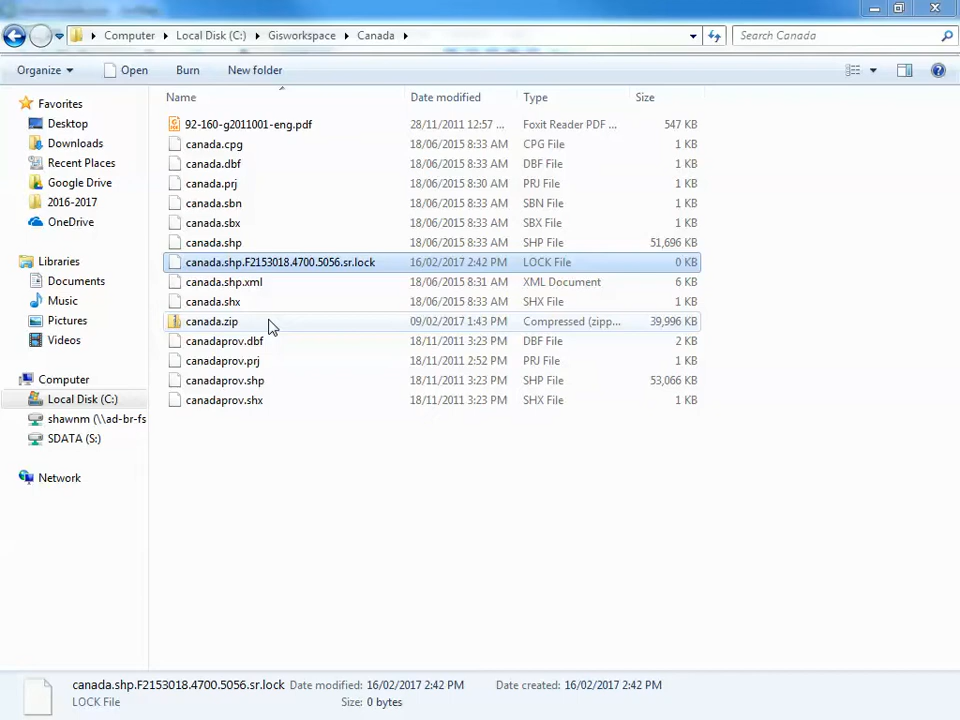 Computer Local Disk (C:) Gisworkspace Canada Search Canada
Organize Open Burn New folder
Name Date modified Type Size
92-160-g2011001-eng.pdf 28/11/2011 12:57 ... Foxit Reader PDF ... 547 KB
canada.cpg 18/06/2015 8:33 AM CPG File 1 KB
canada.dbf 18/06/2015 8:33 AM DBF File 1 KB
canada.prj 18/06/2015 8:30 AM PRJ File 1 KB
canada.sbn 18/06/2015 8:33 AM SBN File 1 KB
canada.sbx 18/06/2015 8:33 AM SBX File 1 KB
canada.shp 18/06/2015 8:33 AM SHP File 51,696 KB
canada.shp.F2153018.4700.5056.sr.lock 16/02/2017 2:42 PM LOCK File 0 KB
canada.shp.xml 18/06/2015 8:31 AM XML Document 6 KB
canada.shx 18/06/2015 8:33 AM SHX File 1 KB
canada.zip 09/02/2017 1:43 PM Compressed (zipp... 39,996 KB
canadaprov.dbf 18/11/2011 3:23 PM DBF File 2 KB
canadaprov.prj 18/11/2011 2:52 PM PRJ File 1 KB
canadaprov.shp 18/11/2011 3:23 PM SHP File 53,066 KB
canadaprov.shx 18/11/2011 3:23 PM SHX File 1 KB
Favorites
Desktop
Downloads
Recent Places
Google Drive
2016-2017
OneDrive
Libraries
Documents
Music
Pictures
Videos
Computer
Local Disk (C:)
shawnm (\\ad-br-fs
SDATA (S:)
Network
canada.shp.F2153018.4700.5056.sr.lock Date modified: 16/02/2017 2:42 PM Date created: 16/02/2017 2:42 PM
LOCK File Size: 0 bytes